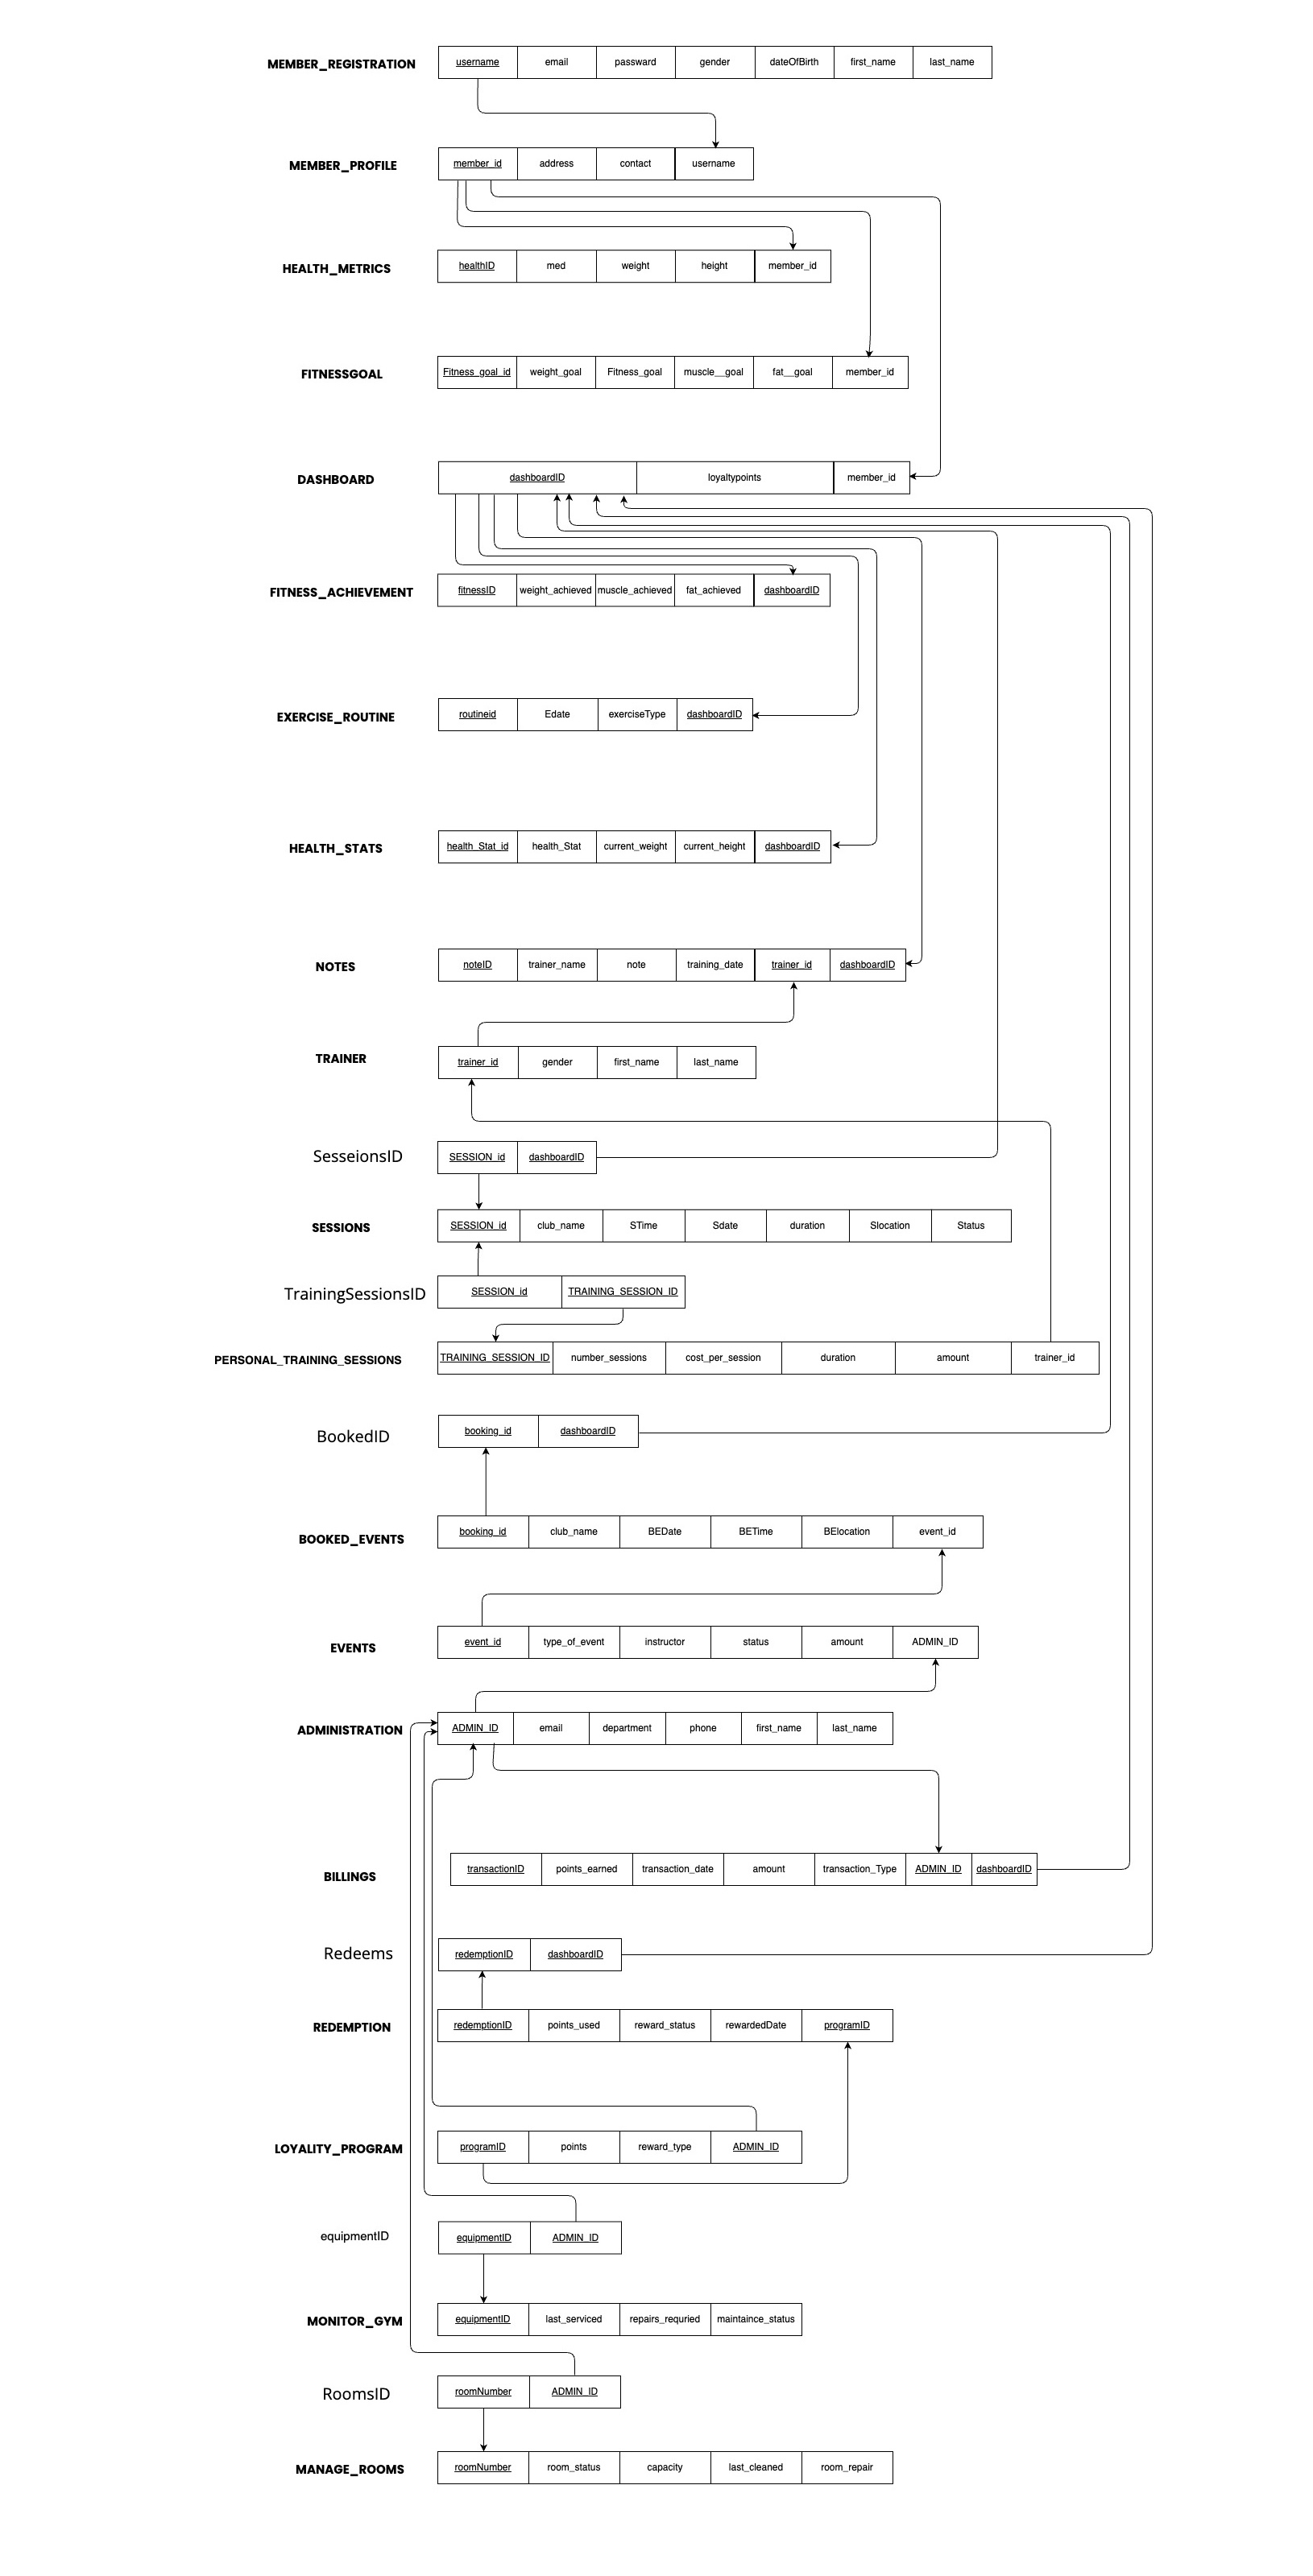 MEMBER_REGISTRATION username email passward gender dateOfBirth first_name last_name
MEMBER_PROFILE member_id address contact username
HEALTH_METRICS healthID med weight height member_id
FITNESSGOAL Fitness_goal_id weight_goal Fitness_goal muscle__goal fat__goal member_id
DASHBOARD dashboardID loyaltypoints member_id
FITNESS_ACHIEVEMENT fitnessID weight_achieved muscle_achieved fat_achieved dashboardID
EXERCISE_ROUTINE routineid Edate exerciseType dashboardID
HEALTH_STATS health_Stat_id health_Stat current_weight current_height dashboardID
NOTES noteID trainer_name note training_date trainer_id dashboardID
TRAINER trainer_id gender first_name last_name
SesseionsID SESSION_id dashboardID
SESSIONS SESSION_id club_name STime Sdate duration Slocation Status
TrainingSessionsID SESSION_id TRAINING_SESSION_ID
PERSONAL_TRAINING_SESSIONS TRAINING_SESSION_ID number_sessions cost_per_session duration amount trainer_id
BookedID booking_id dashboardID
BOOKED_EVENTS booking_id club_name BEDate BETime BElocation event_id
EVENTS event_id type_of_event instructor status amount ADMIN_ID
ADMINISTRATION ADMIN_ID email department phone first_name last_name
BILLINGS transactionID points_earned transaction_date amount transaction_Type ADMIN_ID dashboardID
Redeems redemptionID dashboardID
REDEMPTION redemptionID points_used reward_status rewardedDate programID
LOYALITY_PROGRAM programID points reward_type ADMIN_ID
equipmentID equipmentID ADMIN_ID
MONITOR_GYM equipmentID last_serviced repairs_requried maintaince_status
RoomsID roomNumber ADMIN_ID
MANAGE_ROOMS roomNumber room_status capacity last_cleaned room_repair